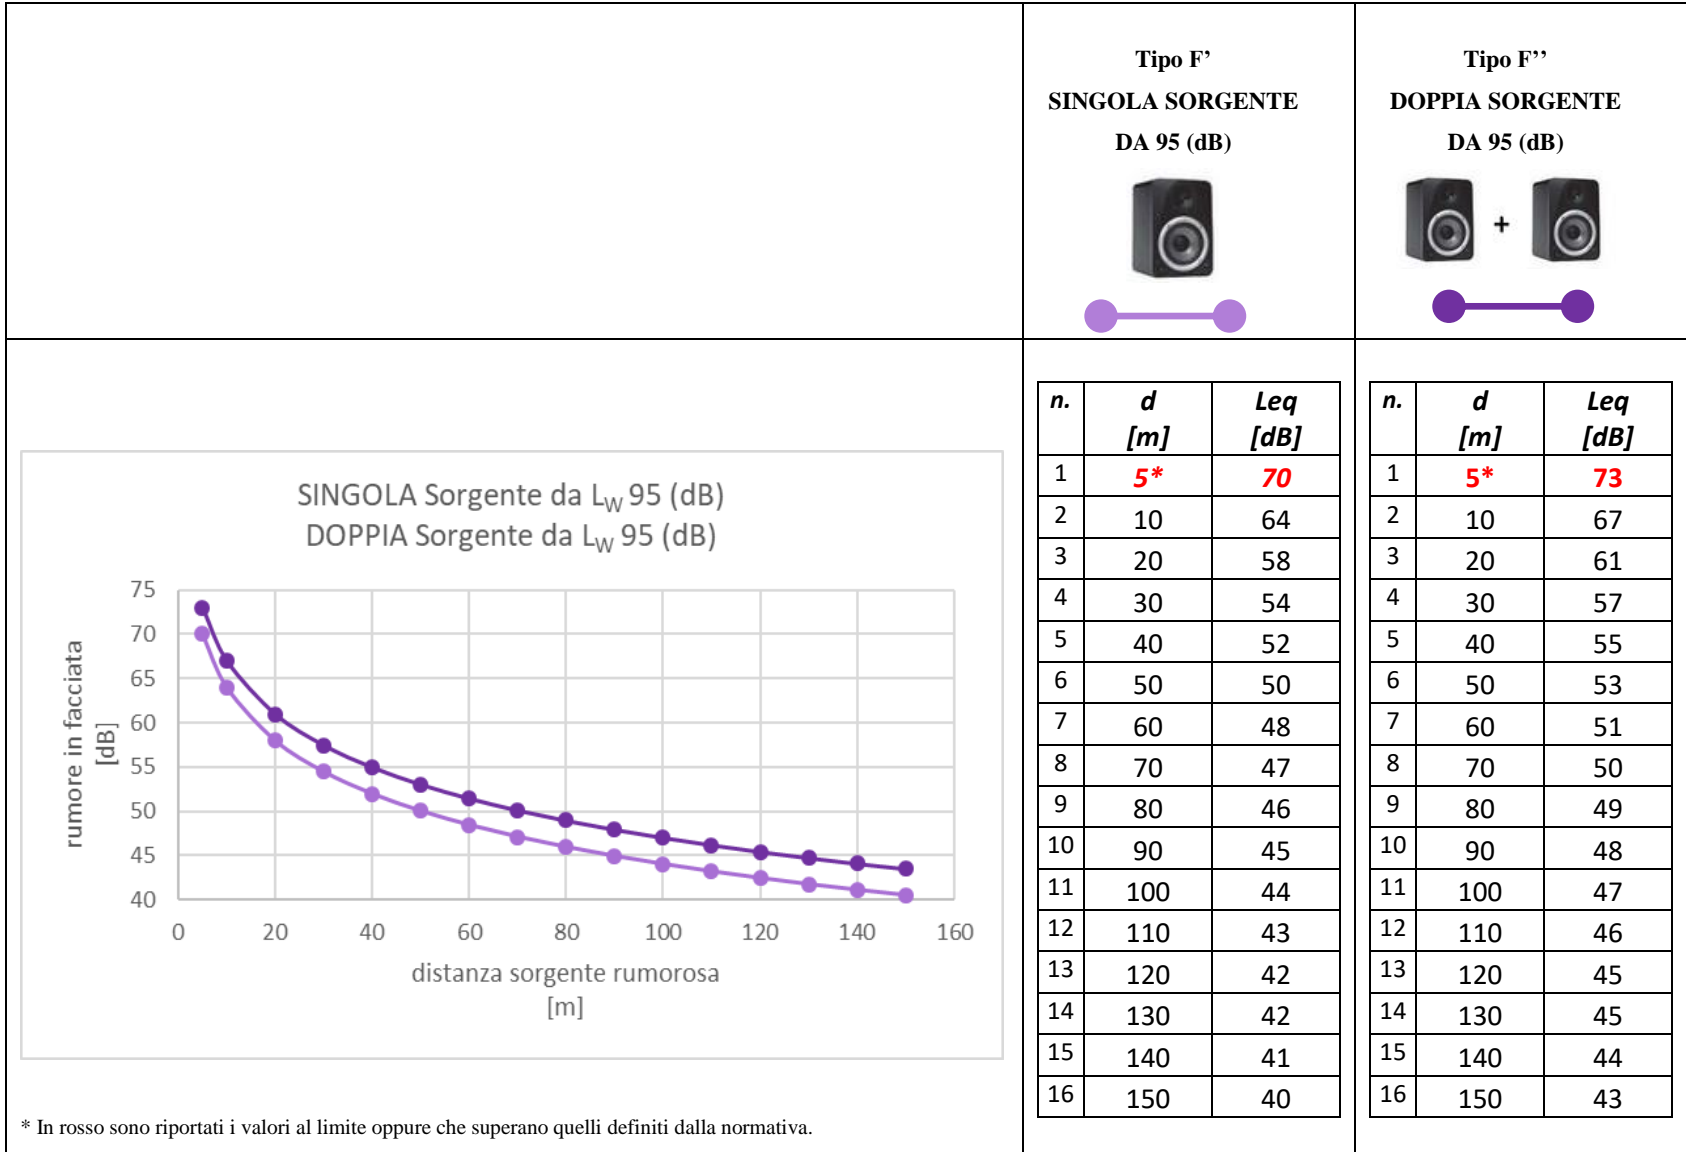 Tipo F’
SINGOLA SORGENTE
DA 95 (dB)
Tipo F’’
DOPPIA SORGENTE
DA 95 (dB)
+
SINGOLA Sorgente da LW 95 (dB)
DOPPIA Sorgente da LW 95 (dB)
75
70
65
60
55
50
45
40
0 20 40 60 80 100 120 140 160
rumore in facciata
[dB]
distanza sorgente rumorosa
[m]
n. d Leq
[m] [dB]
1 5* 70
2 10 64
3 20 58
4 30 54
5 40 52
6 50 50
7 60 48
8 70 47
9 80 46
10 90 45
11 100 44
12 110 43
13 120 42
14 130 42
15 140 41
16 150 40
n. d Leq
[m] [dB]
1 5* 73
2 10 67
3 20 61
4 30 57
5 40 55
6 50 53
7 60 51
8 70 50
9 80 49
10 90 48
11 100 47
12 110 46
13 120 45
14 130 45
15 140 44
16 150 43
* In rosso sono riportati i valori al limite oppure che superano quelli definiti dalla normativa.